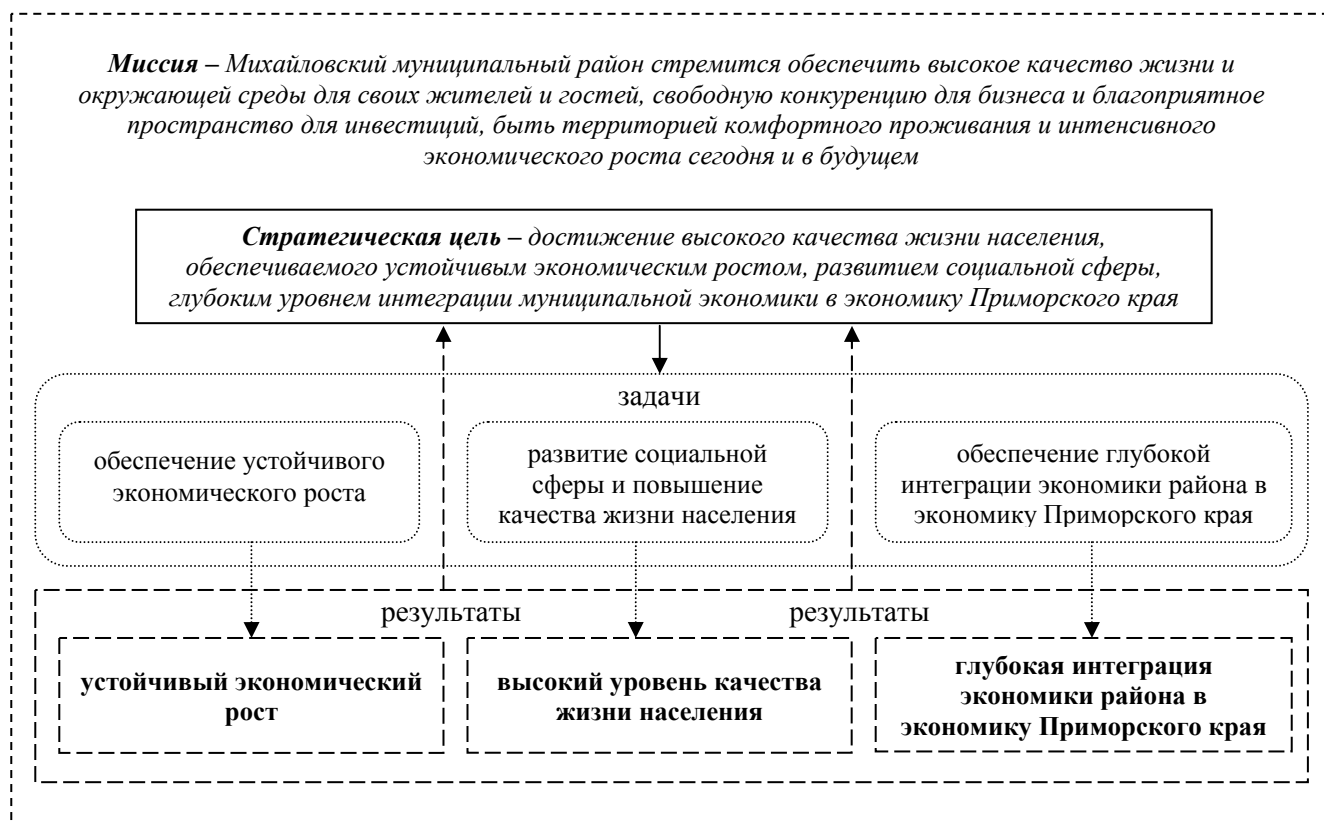 Миссия – Михайловский муниципальный район стремится обеспечить высокое качество жизни и
окружающей среды для своих жителей и гостей, свободную конкуренцию для бизнеса и благоприятное
пространство для инвестиций, быть территорией комфортного проживания и интенсивного
экономического роста сегодня и в будущем
Стратегическая цель – достижение высокого качества жизни населения,
обеспечиваемого устойчивым экономическим ростом, развитием социальной сферы,
глубоким уровнем интеграции муниципальной экономики в экономику Приморского края
задачи
обеспечение устойчивого
экономического роста
развитие социальной
сферы и повышение
качества жизни населения
обеспечение глубокой
интеграции экономики района в
экономику Приморского края
результаты
результаты
устойчивый экономический
рост
высокий уровень качества
жизни населения
глубокая интеграция
экономики района в
экономику Приморского края